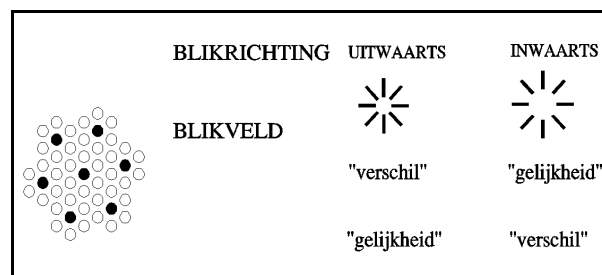 BLIKRICHTING UITWAARTS INWAARTS
BLIKVELD
"verschil" "gelijkheid"
"gelijkheid" "verschil"